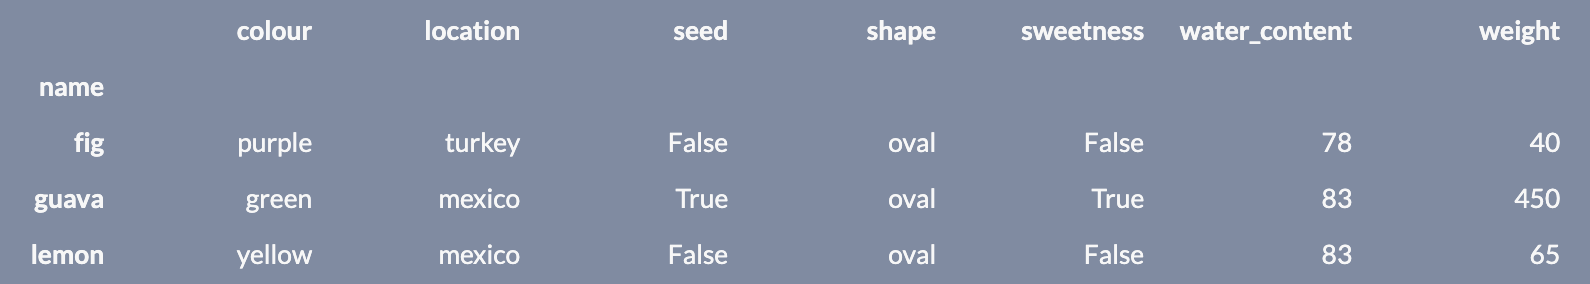 colour location seed shape sweetness water_content weight
name
fig purple turkey False oval False 78 40
guava green mexico True oval True 83 450
lemon yellow mexico False oval False 83 65